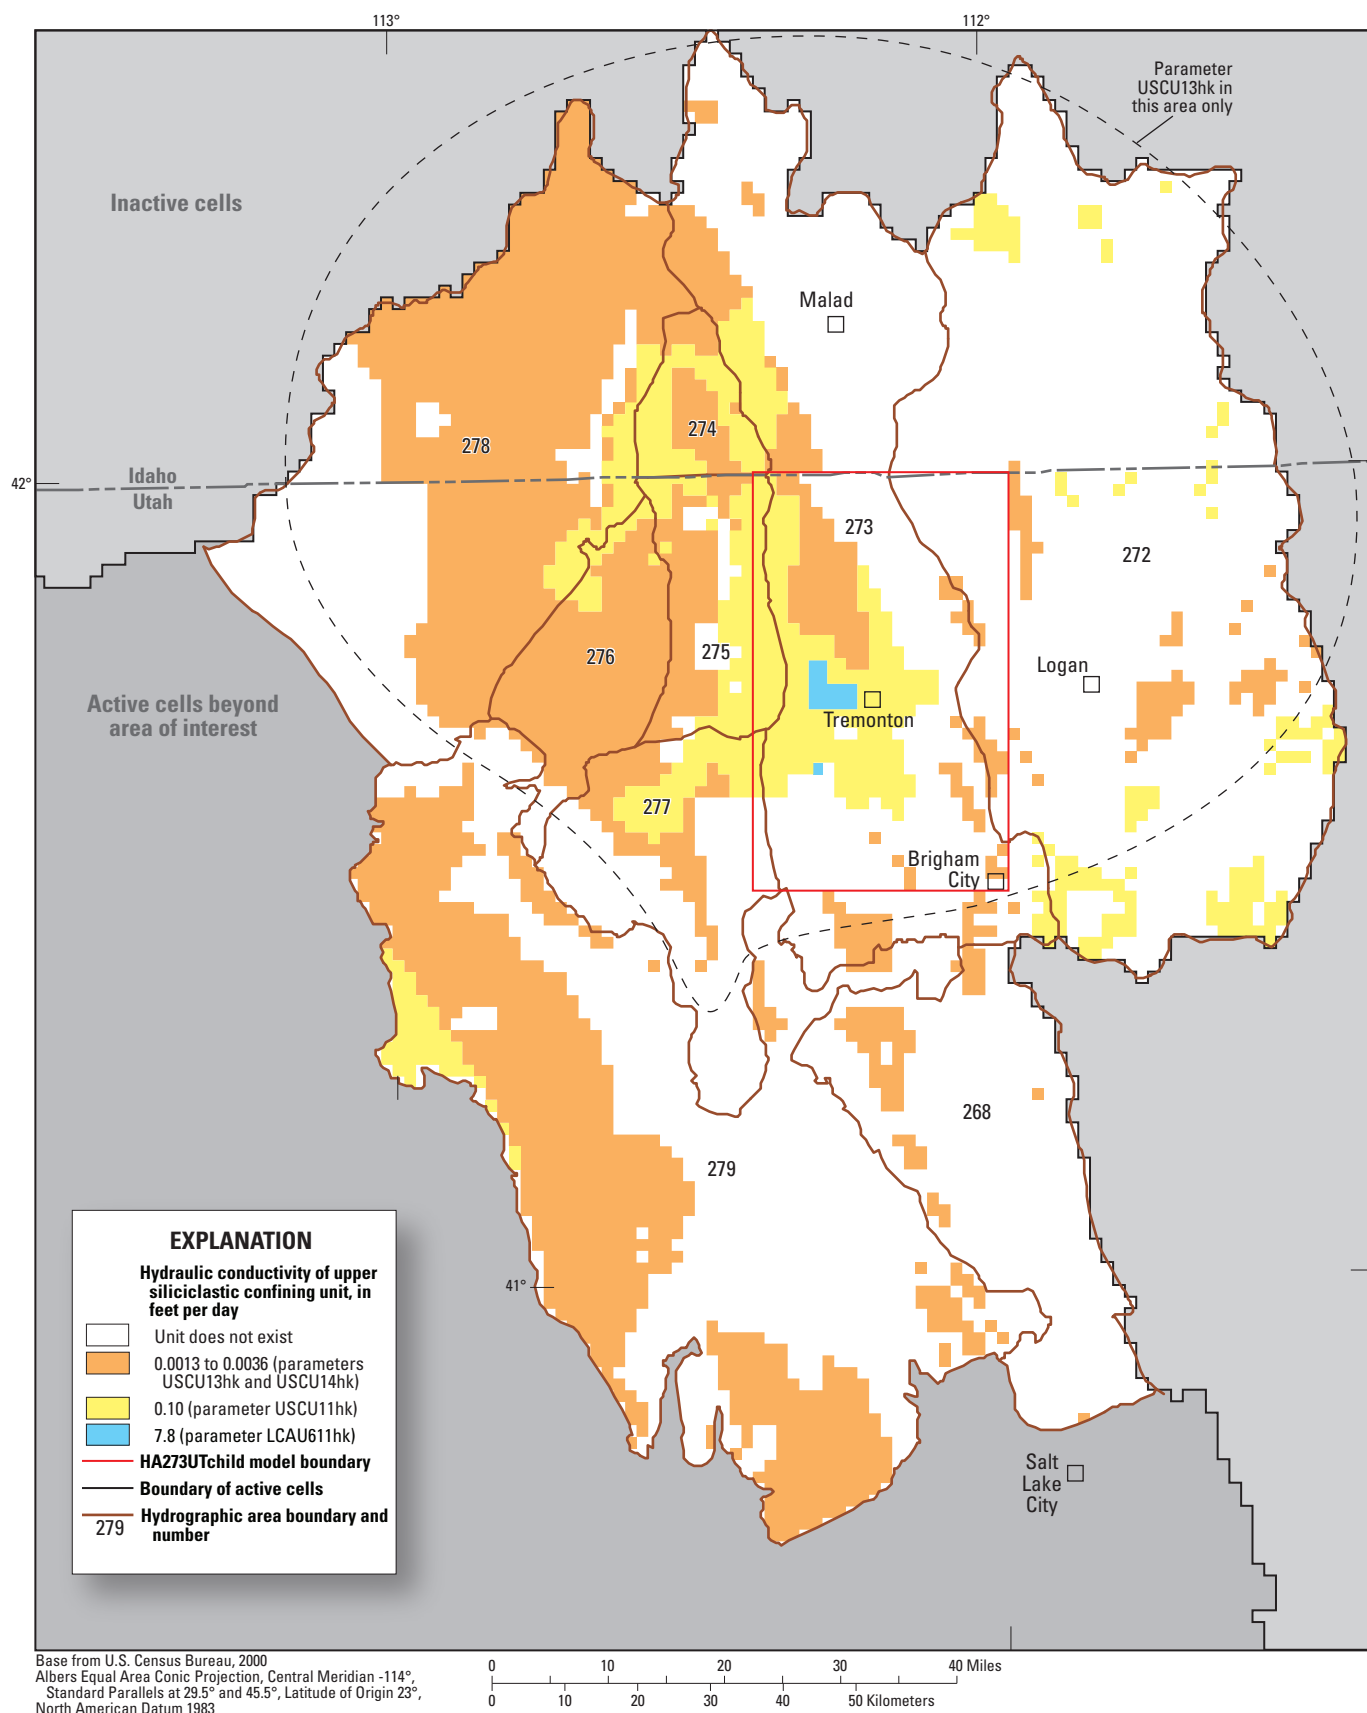 113°
112°
Parameter
USCU13hk in
this area only
Inactive cells
Malad
278
274
Idaho
42°
Utah
273
272
276
275
Logan
Active cells beyond
area of interest
Tremonton
277
Brigham
City
268
279
41°
Salt
Lake
City
EXPLANATION
Hydraulic conductivity of upper
siliciclastic confining unit, in
feet per day
Unit does not exist
0.0013 to 0.0036 (parameters
USCU13hk and USCU14hk)
0.10 (parameter USCU11hk)
7.8 (parameter LCAU611hk)
HA273UTchild model boundary
Boundary of active cells
Hydrographic area boundary and
279 number
Base from U.S. Census Bureau, 2000
Albers Equal Area Conic Projection, Central Meridian -114°,
Standard Parallels at 29.5° and 45.5°, Latitude of Origin 23°,
North American Datum 1983
0 10 20 30 40 Miles
0 10 20 30 40 50 Kilometers